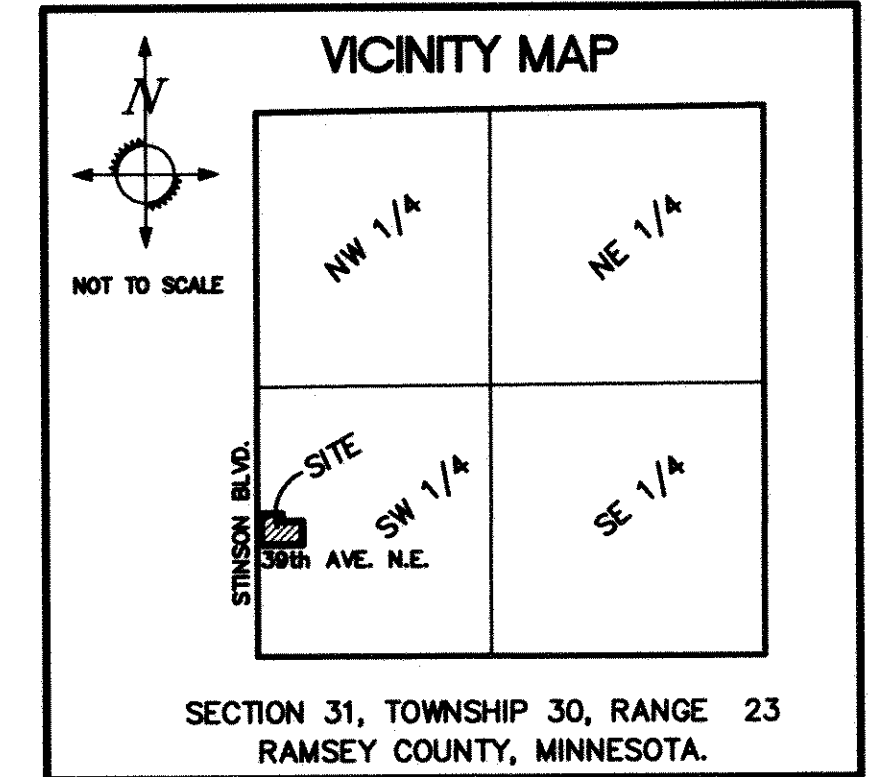 VICINITY MAP
N
NOT TO SCALE
NW 1/4
NE 1/4
STINSON BLVD.
SITE
SW 1/4
SE 1/4
39th AVE. N.E.
SECTION 31, TOWNSHIP 30, RANGE 23
RAMSEY COUNTY, MINNESOTA.